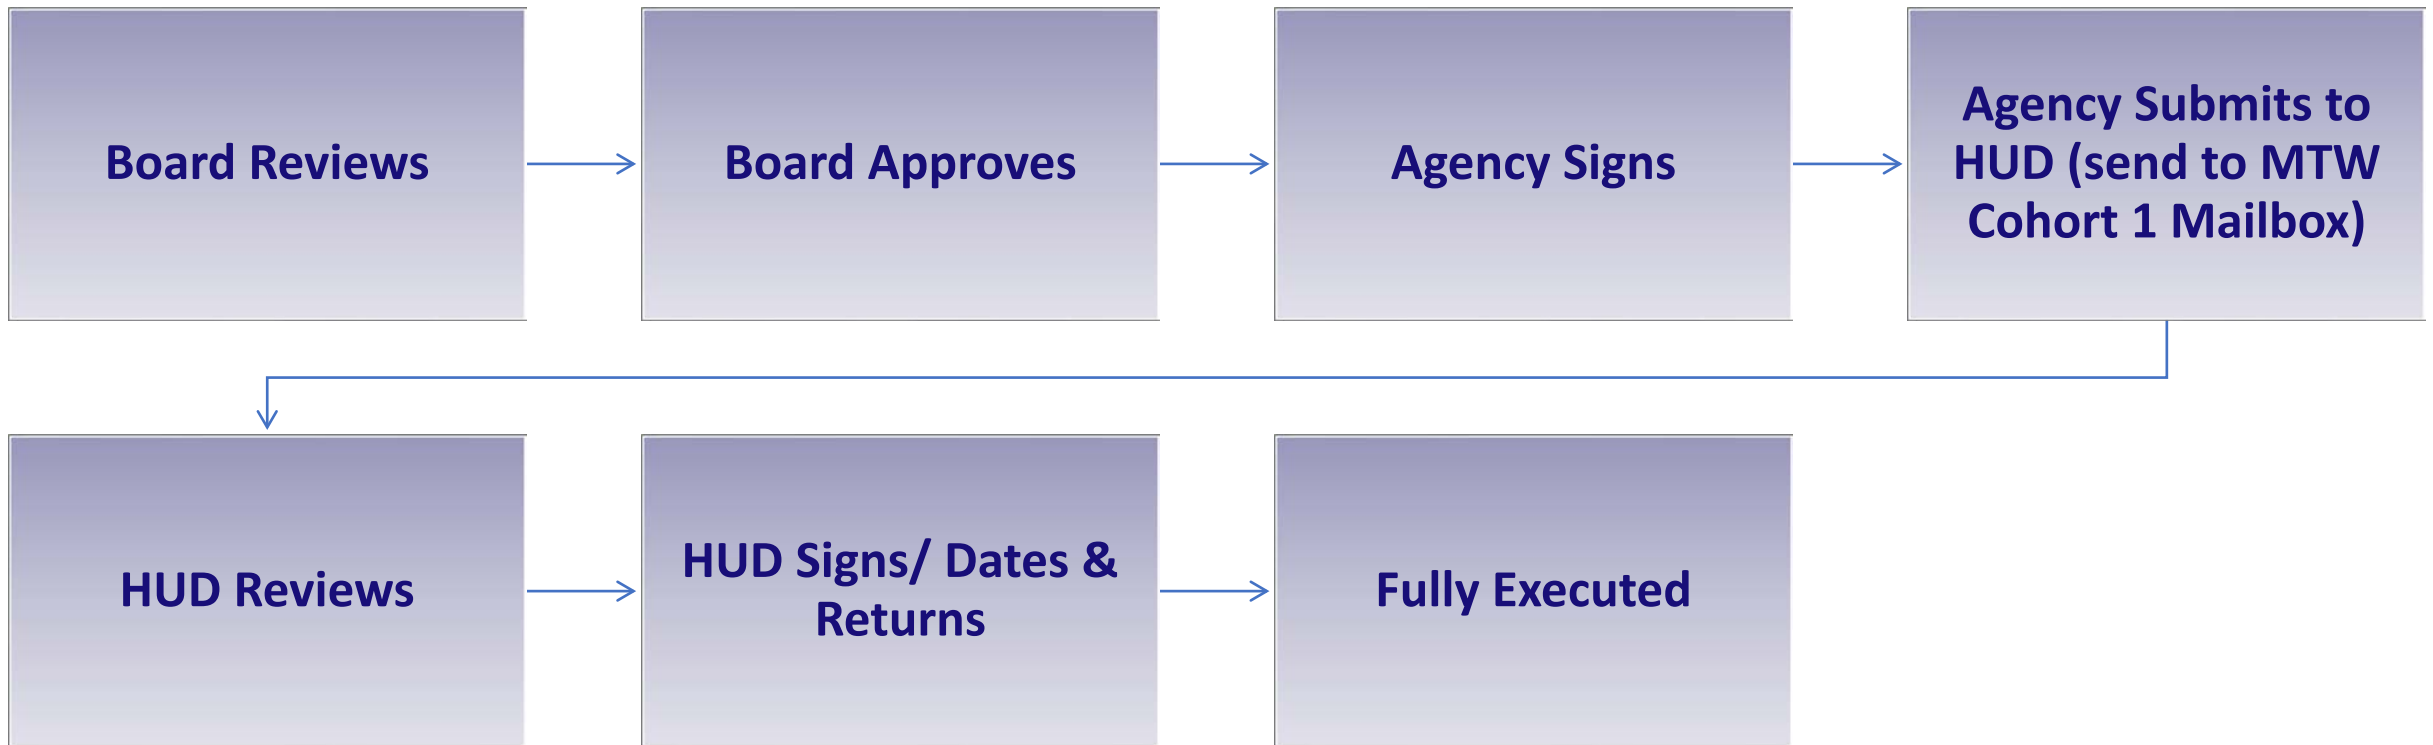 Board Reviews
Board Approves
Agency Signs
Agency Submits to
HUD (send to MTW
Cohort 1 Mailbox)
HUD Reviews
HUD Signs/ Dates &
Returns
Fully Executed